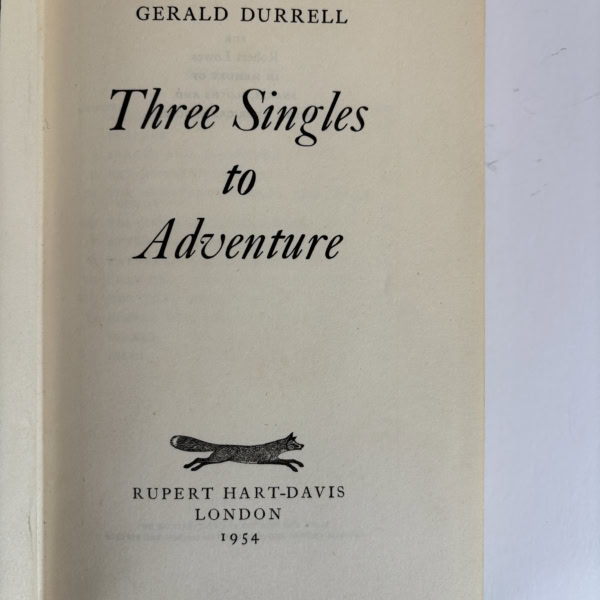 GERALD DURRELL
Three Singles
to
Adventure
RUPERT HART-DAVIS
LONDON
1954